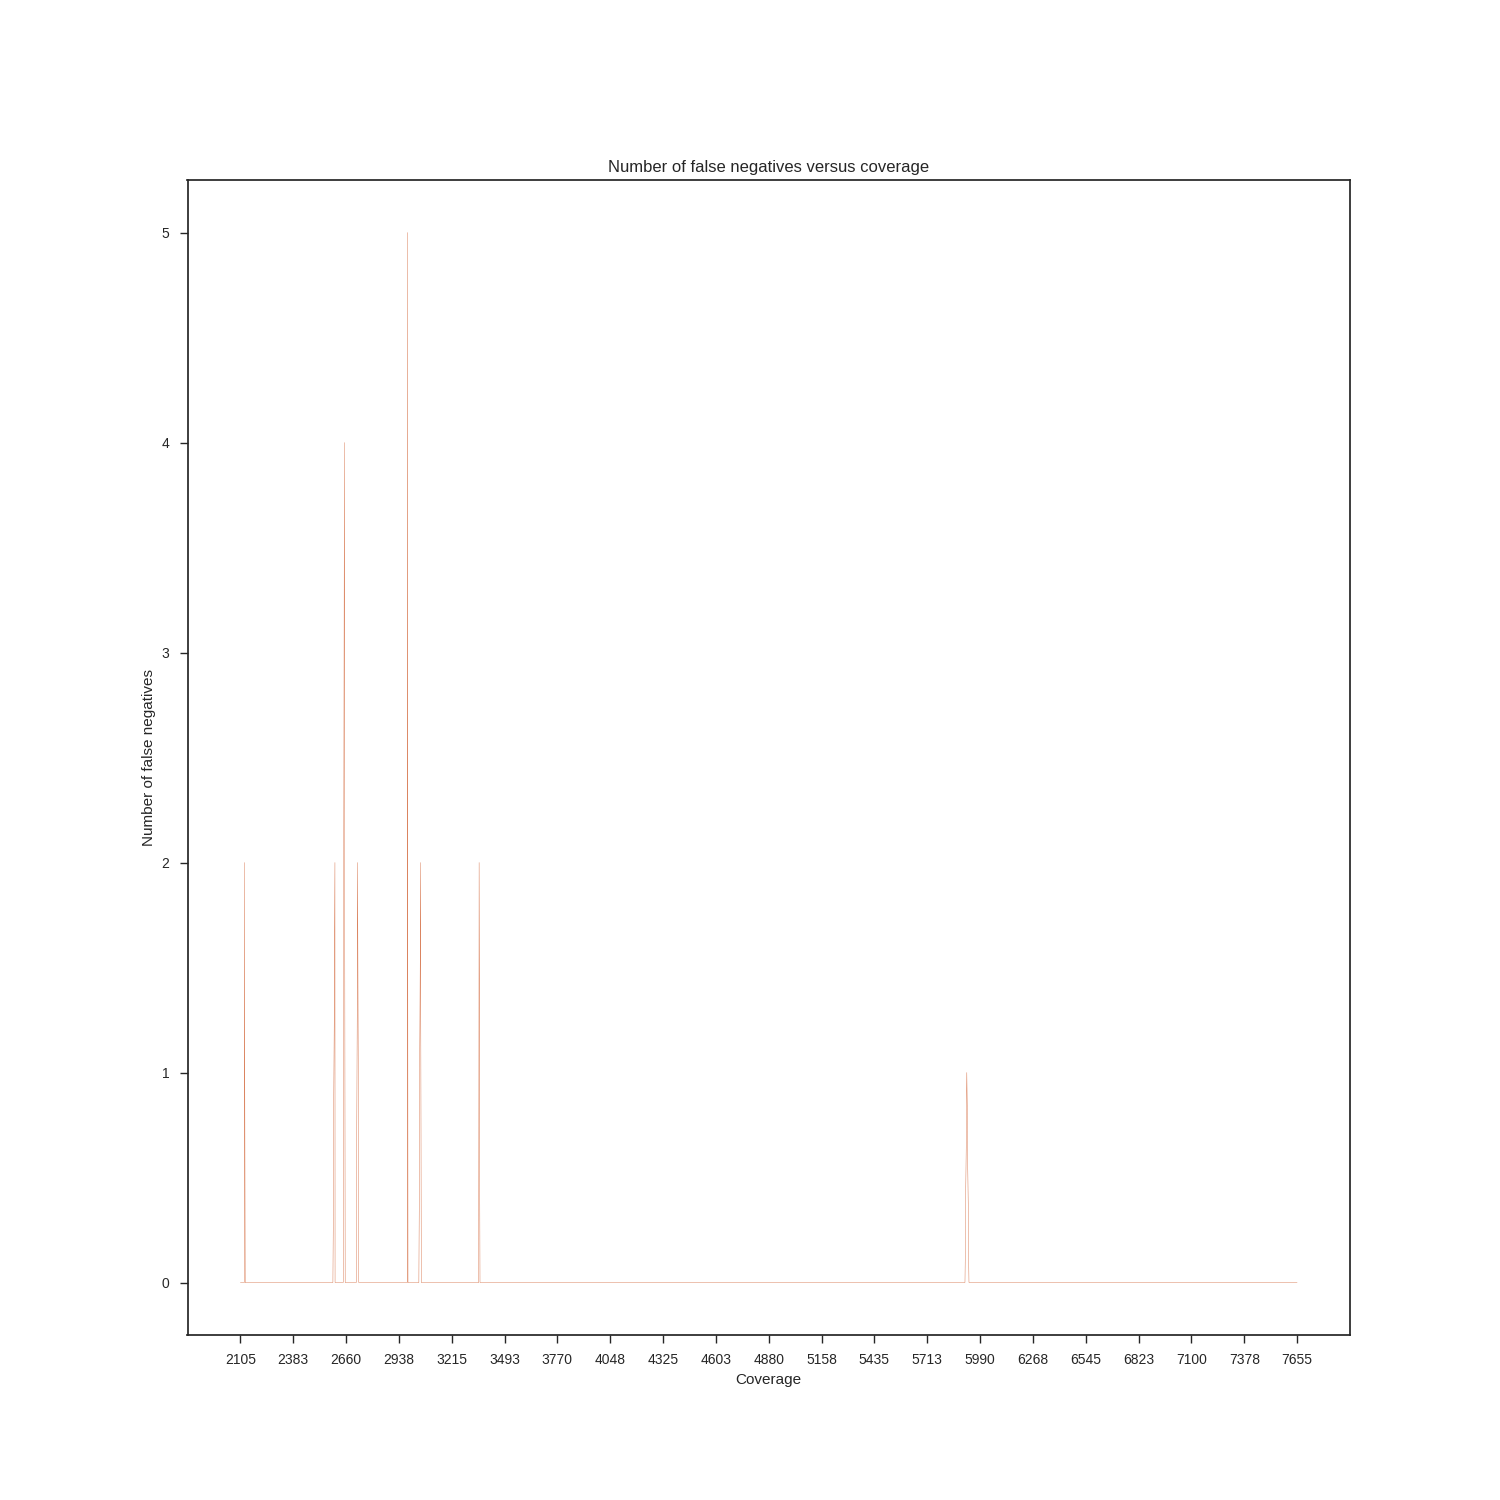 Number of false negatives versus coverage
5
4
3
2
1
0
Number of false negatives
2105 2383 2660 2938 3215 3493 3770 4048 4325 4603 4880 5158 5435 5713 5990 6268 6545 6823 7100 7378 7655
Coverage